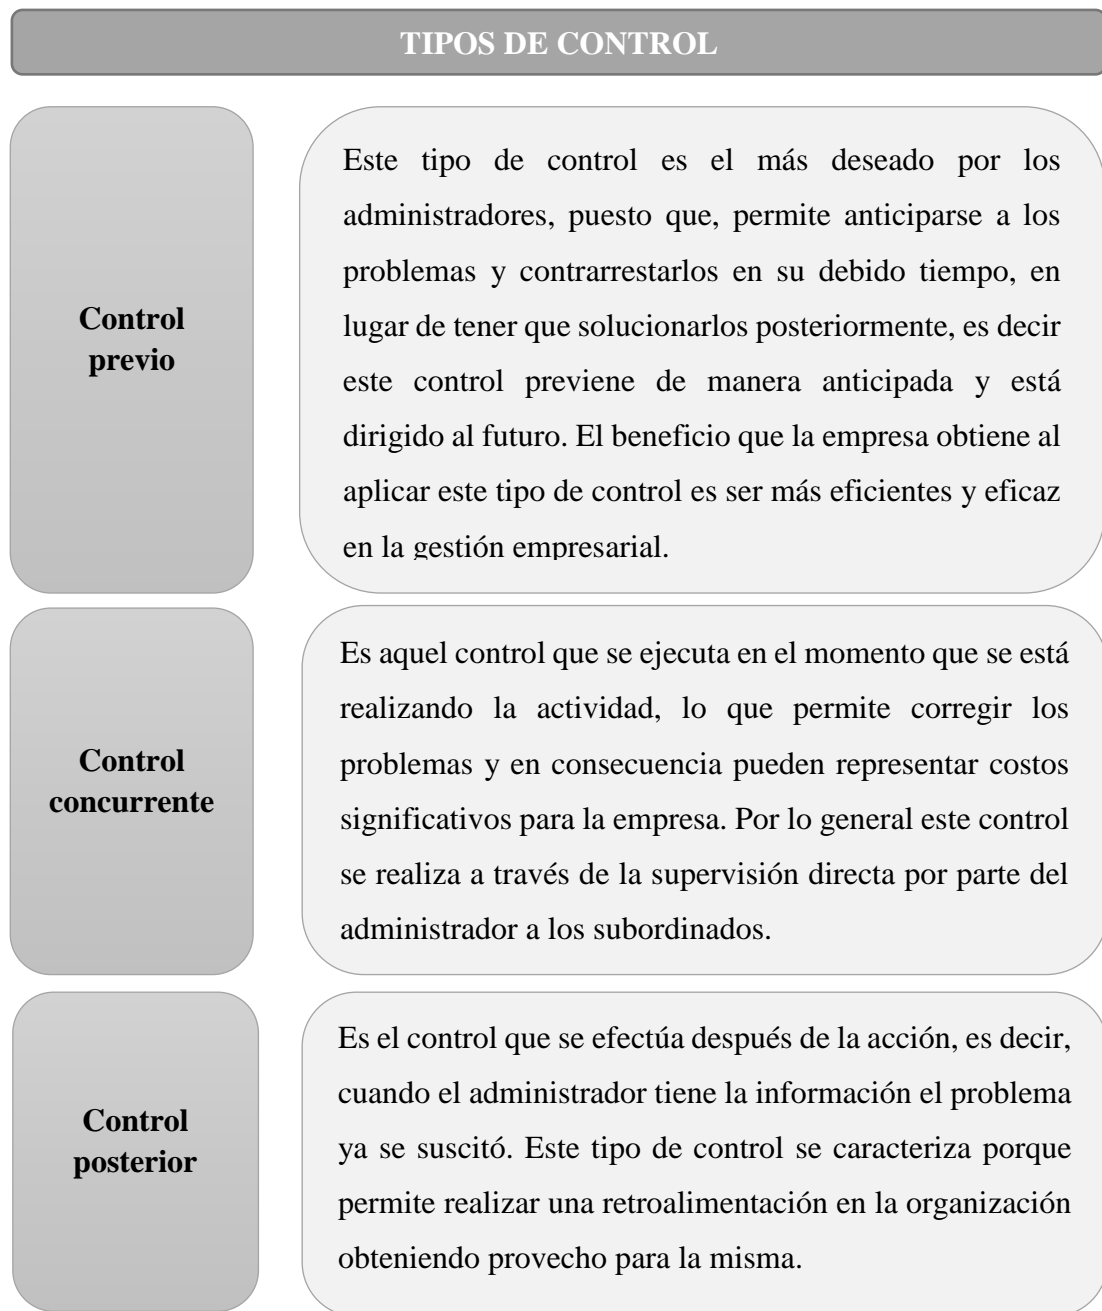 TIPOS DE CONTROL
Control
previo
Este tipo de control es el más deseado por los
administradores, puesto que, permite anticiparse a los
problemas y contrarrestarlos en su debido tiempo, en
lugar de tener que solucionarlos posteriormente, es decir
este control previene de manera anticipada y está
dirigido al futuro. El beneficio que la empresa obtiene al
aplicar este tipo de control es ser más eficientes y eficaz
en la gestión empresarial.
Control
concurrente
Es aquel control que se ejecuta en el momento que se está
realizando la actividad, lo que permite corregir los
problemas y en consecuencia pueden representar costos
significativos para la empresa. Por lo general este control
se realiza a través de la supervisión directa por parte del
administrador a los subordinados.
Control
posterior
Es el control que se efectúa después de la acción, es decir,
cuando el administrador tiene la información el problema
ya se suscitó. Este tipo de control se caracteriza porque
permite realizar una retroalimentación en la organización
obteniendo provecho para la misma.